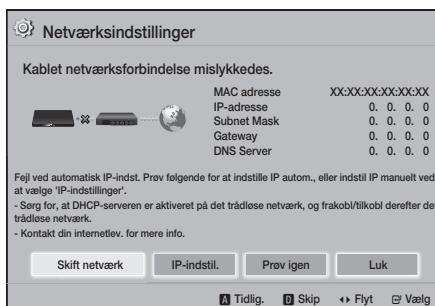 Netværksindstillinger
Kablet netværksforbindelse mislykkedes.
MAC adresse XX:XX:XX:XX:XX:XX
IP-adresse 0. 0. 0. 0
Subnet Mask 0. 0. 0. 0
Gateway 0. 0. 0. 0
DNS Server 0. 0. 0. 0
Fejl ved automatisk IP-indst. Prøv følgende for at indstille IP autom., eller indstil IP manuelt ved
at vælge 'IP-indstillinger'.
- Sørg for, at DHCP-serveren er aktiveret på det trådløse netværk, og frakobl/tilkobl derefter
trådløse netværk.
- Kontakt din internetlev. for mere info.
Skift netværk IP-indstil. Prøv igen Luk
A Tidlig. D Skip Flyt Vælg